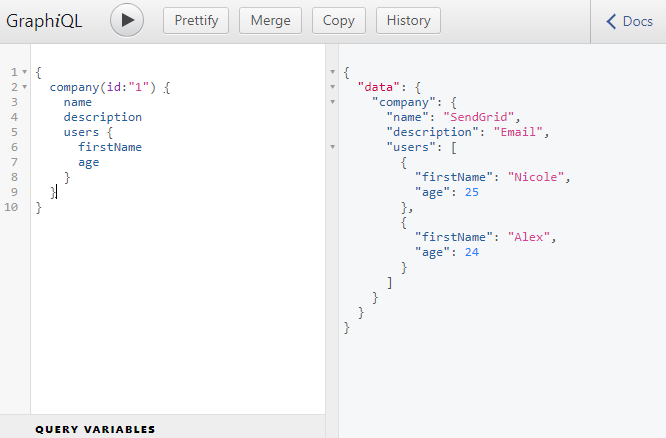 GraphiQL Prettify Merge Copy History Docs
1 {
2 company(id:"1") {
3 name
4 description
5 users {
6 firstName
7 age
8 }
9 }
10 }
{
"data": {
"company": {
"name": "SendGrid",
"description": "Email",
"users": [
{
"firstName": "Nicole",
"age": 25
},
{
"firstName": "Alex",
"age": 24
}
]
}
}
}
QUERY VARIABLES